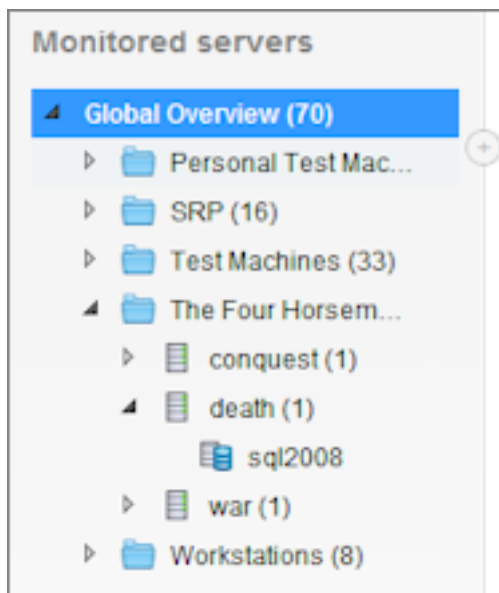 Monitored servers
Global Overview (70)
Personal Test Mac...
SRP (16)
Test Machines (33)
The Four Horsem...
conquest (1)
death (1)
sql2008
war (1)
Workstations (8)